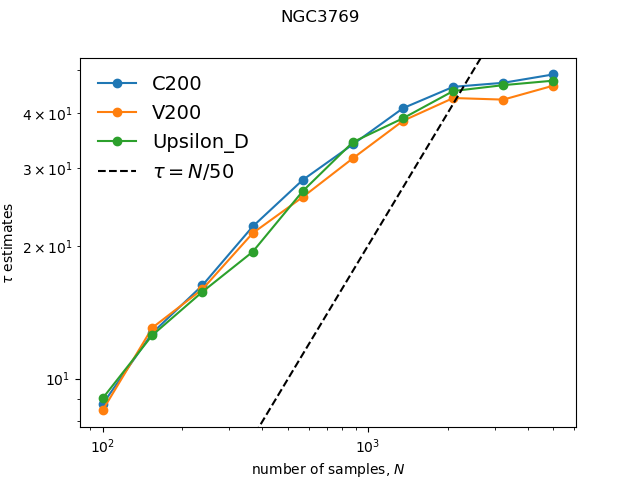 NGC3769
C200
V200
Upsilon_D
τ = N/50
4 × 10¹
3 × 10¹
2 × 10¹
10¹
τ estimates
10²
10³
number of samples, N